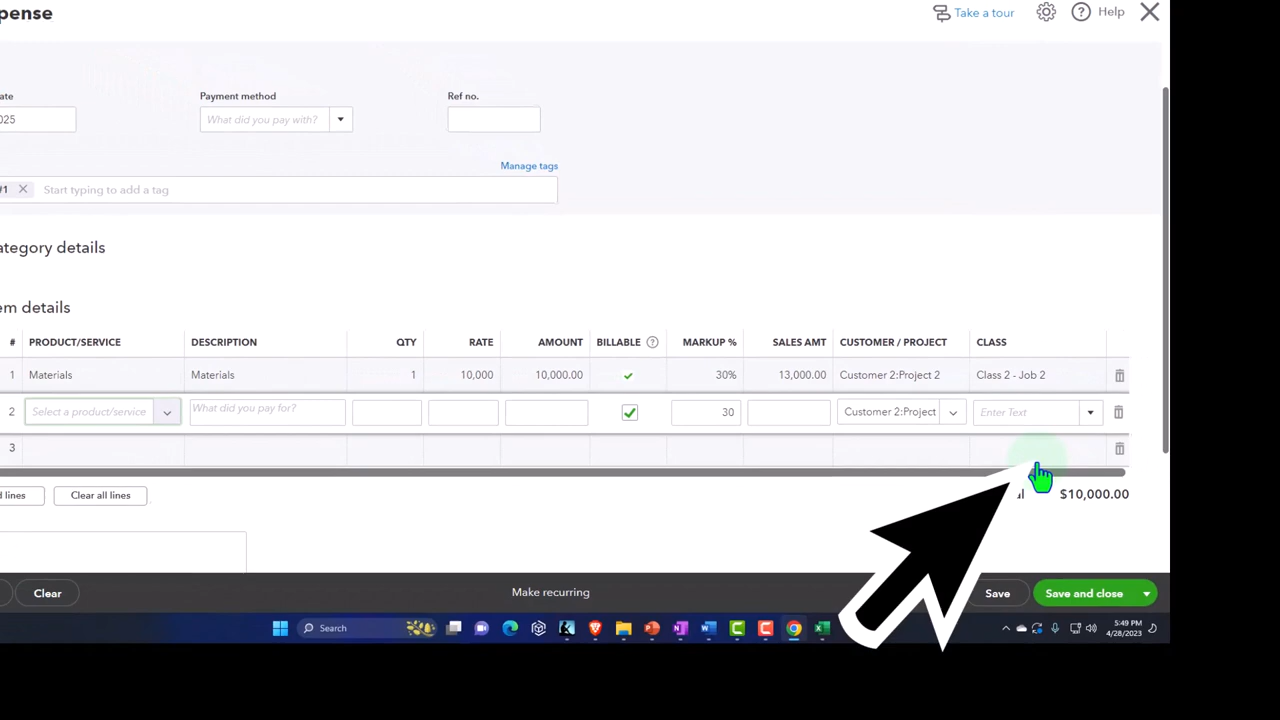 pense
Take a tour
Help
ate
Payment method
Ref no.
025
What did you pay with?
Manage tags
#1
Start typing to add a tag
ategory details
em details
# PRODUCT/SERVICE DESCRIPTION QTY RATE AMOUNT BILLABLE MARKUP % SALES AMT CUSTOMER / PROJECT CLASS
1 Materials Materials 1 10,000 10,000.00 30% 13,000.00 Customer 2:Project 2 Class 2 - Job 2
2 Select a product/service What did you pay for? 30 Customer 2:Project Enter Text
3
d lines Clear all lines
al $10,000.00
Clear Make recurring Save Save and close
Search
5:49 PM
4/28/2023